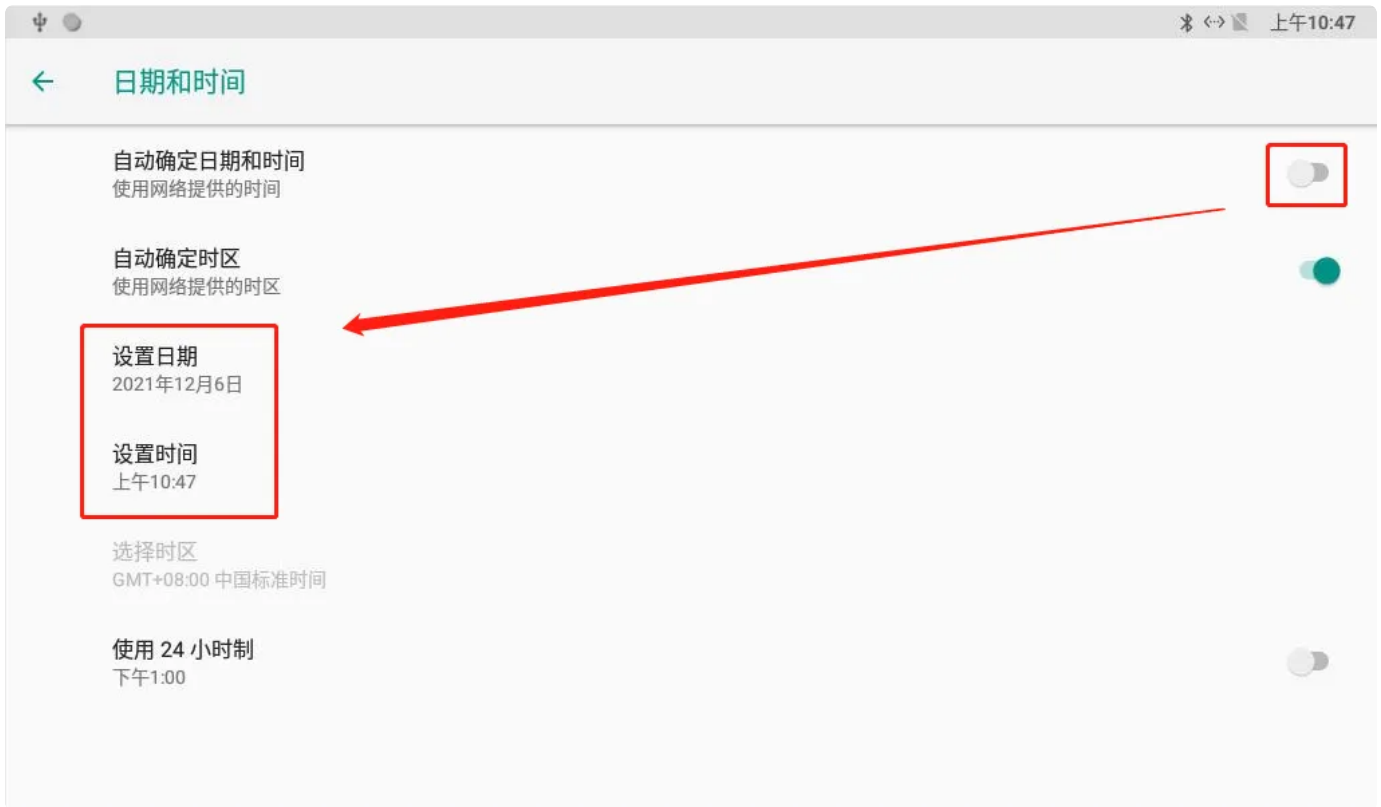 上午10:47
日期和时间
自动确定日期和时间
使用网络提供的时间
自动确定时区
使用网络提供的时区
设置日期
2021年12月6日
设置时间
上午10:47
选择时区
GMT+08:00 中国标准时间
使用 24 小时制
下午1:00